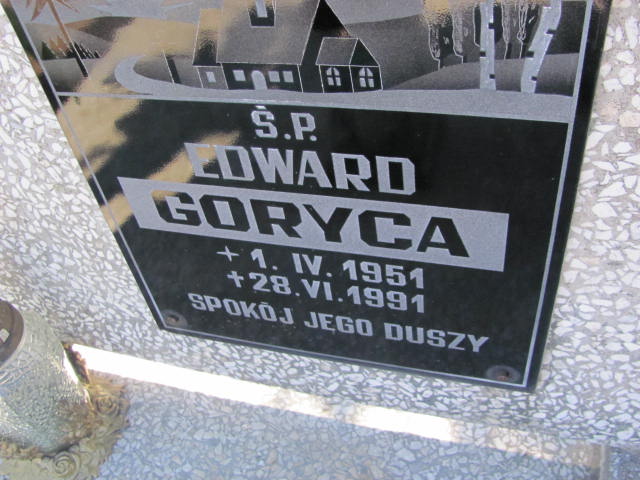 Ś.P.
EDWARD
GORYCA
+ 1. IV. 1951
+ 28. VI. 1991
SPOKÓJ JEGO DUSZY